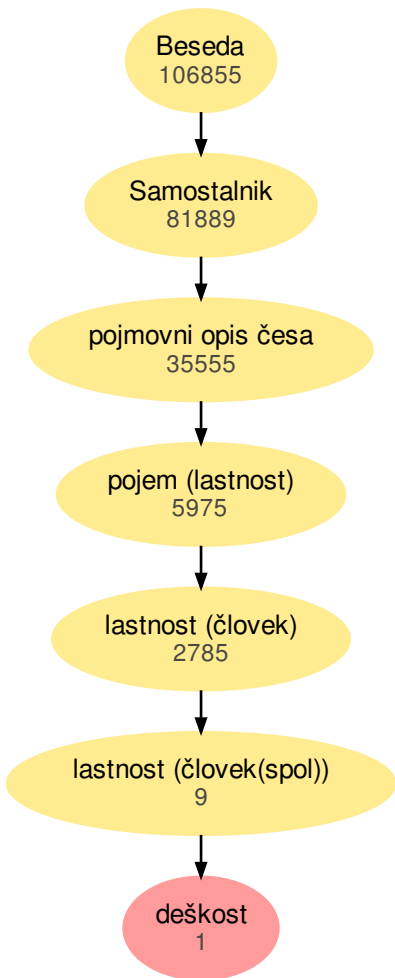 Beseda
106855
Samostalnik
81889
pojmovni opis česa
35555
pojem (lastnost)
5975
lastnost (človek)
2785
lastnost (človek(spol))
9
deškost
1